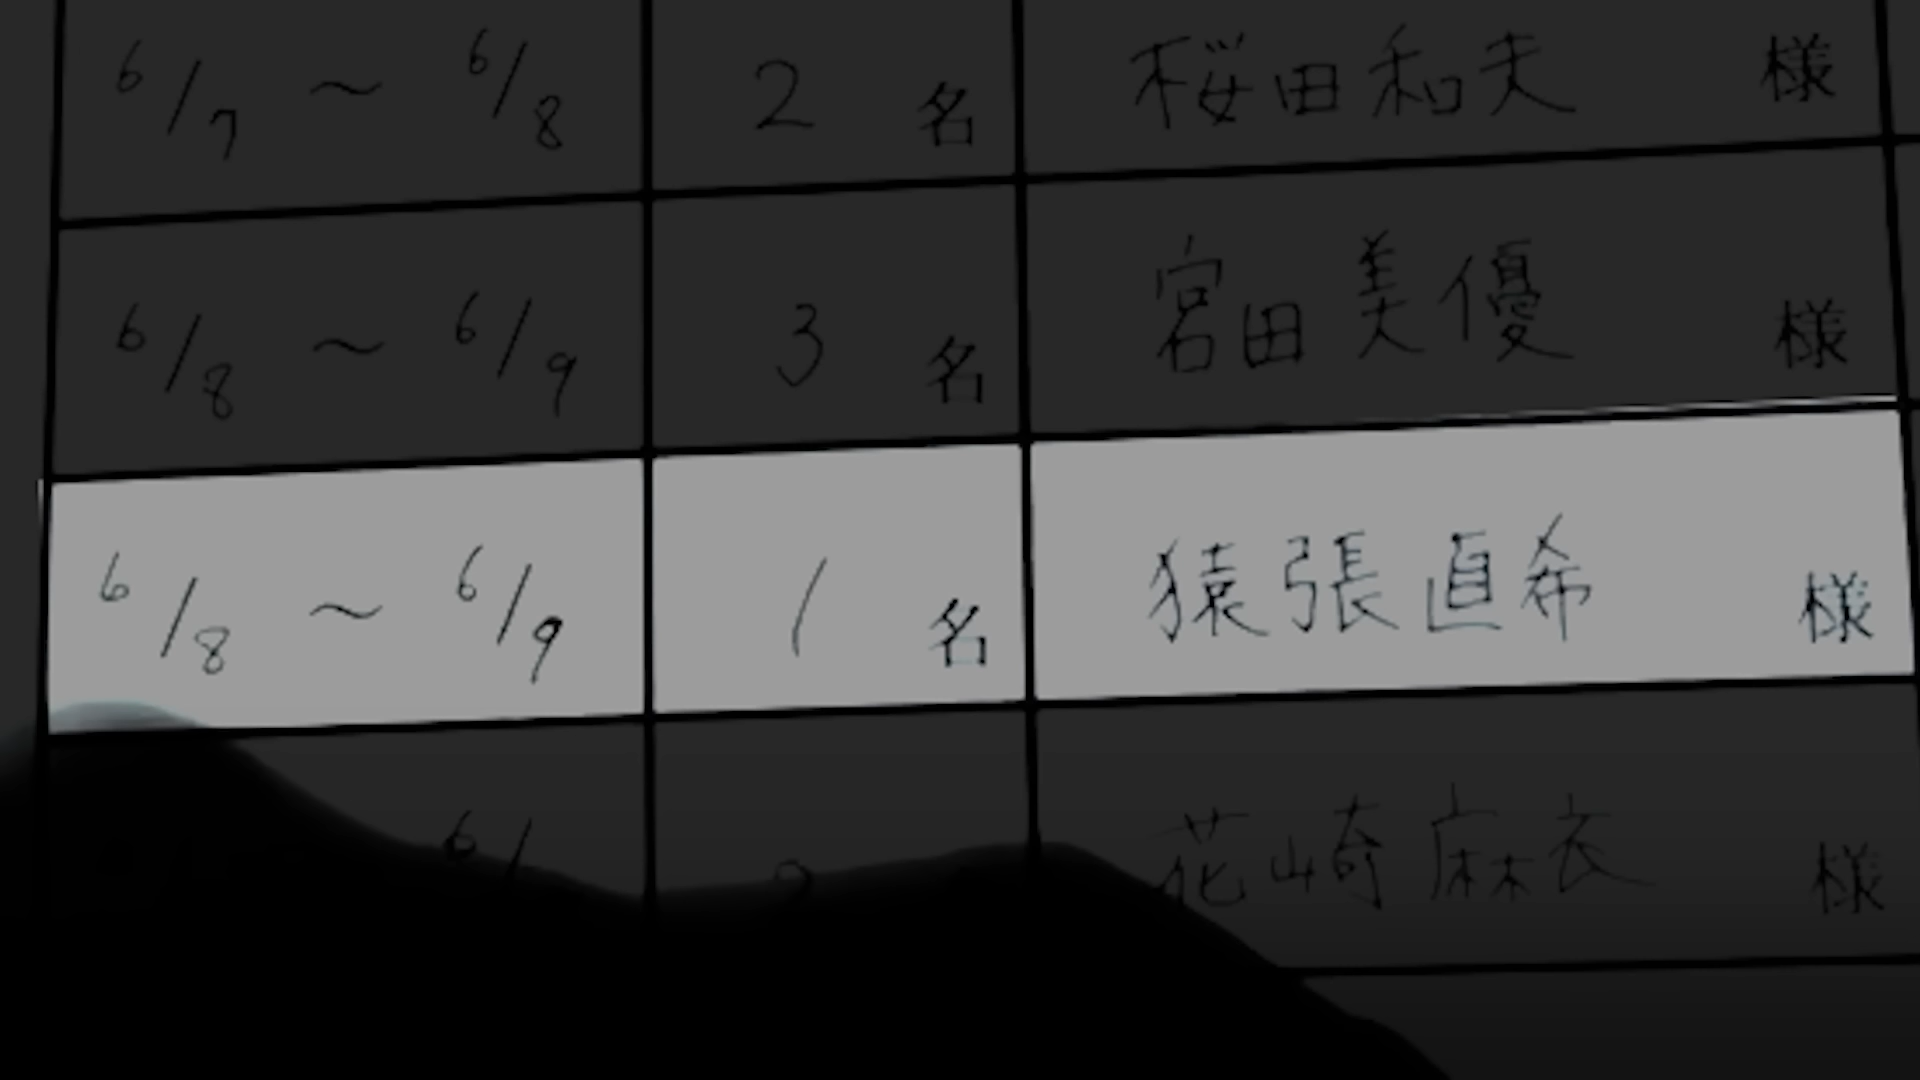 6/7 ～ 6/8 2 名 桜田和夫 様
6/8 ～ 6/9 3 名 宮田美優 様
6/8 ～ 6/9 1 名 猿張直希 様
6/ 花崎麻衣 様